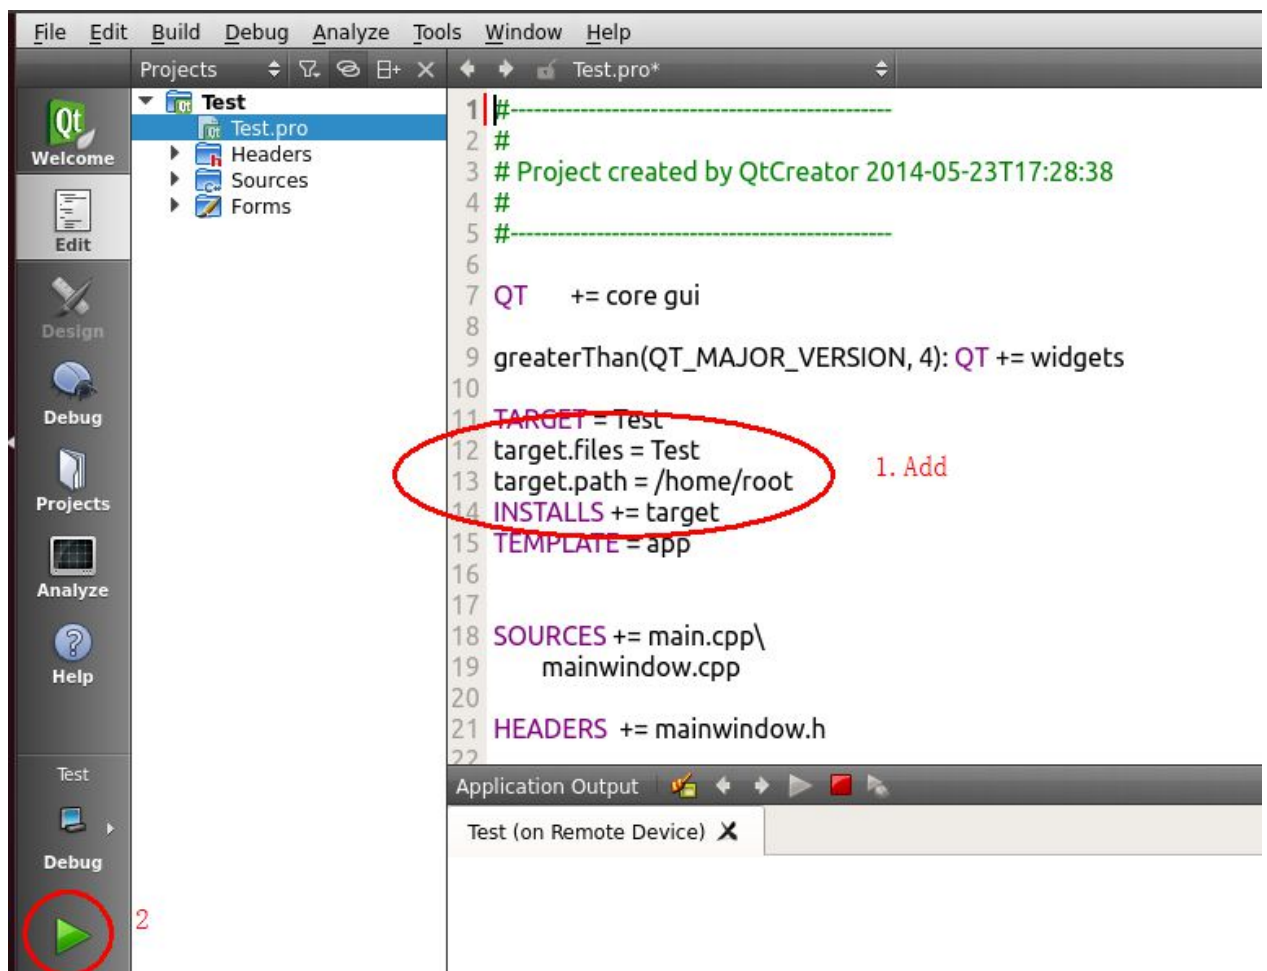 File Edit Build Debug Analyze Tools Window Help
Projects Test.pro*
Test
Test.pro
Headers
Sources
Forms
Qt
Welcome
Edit
Design
Debug
Projects
Analyze
Help
Test
Debug
2
1 #------------------------------------------------
2 #
3 # Project created by QtCreator 2014-05-23T17:28:38
4 #
5 #------------------------------------------------
6
7 QT += core gui
8
9 greaterThan(QT_MAJOR_VERSION, 4): QT += widgets
10
11 TARGET = Test
12 target.files = Test
13 target.path = /home/root
14 INSTALLS += target
15 TEMPLATE = app
16
17
18 SOURCES += main.cpp\
19 mainwindow.cpp
20
21 HEADERS += mainwindow.h
22
1. Add
Application Output
Test (on Remote Device)